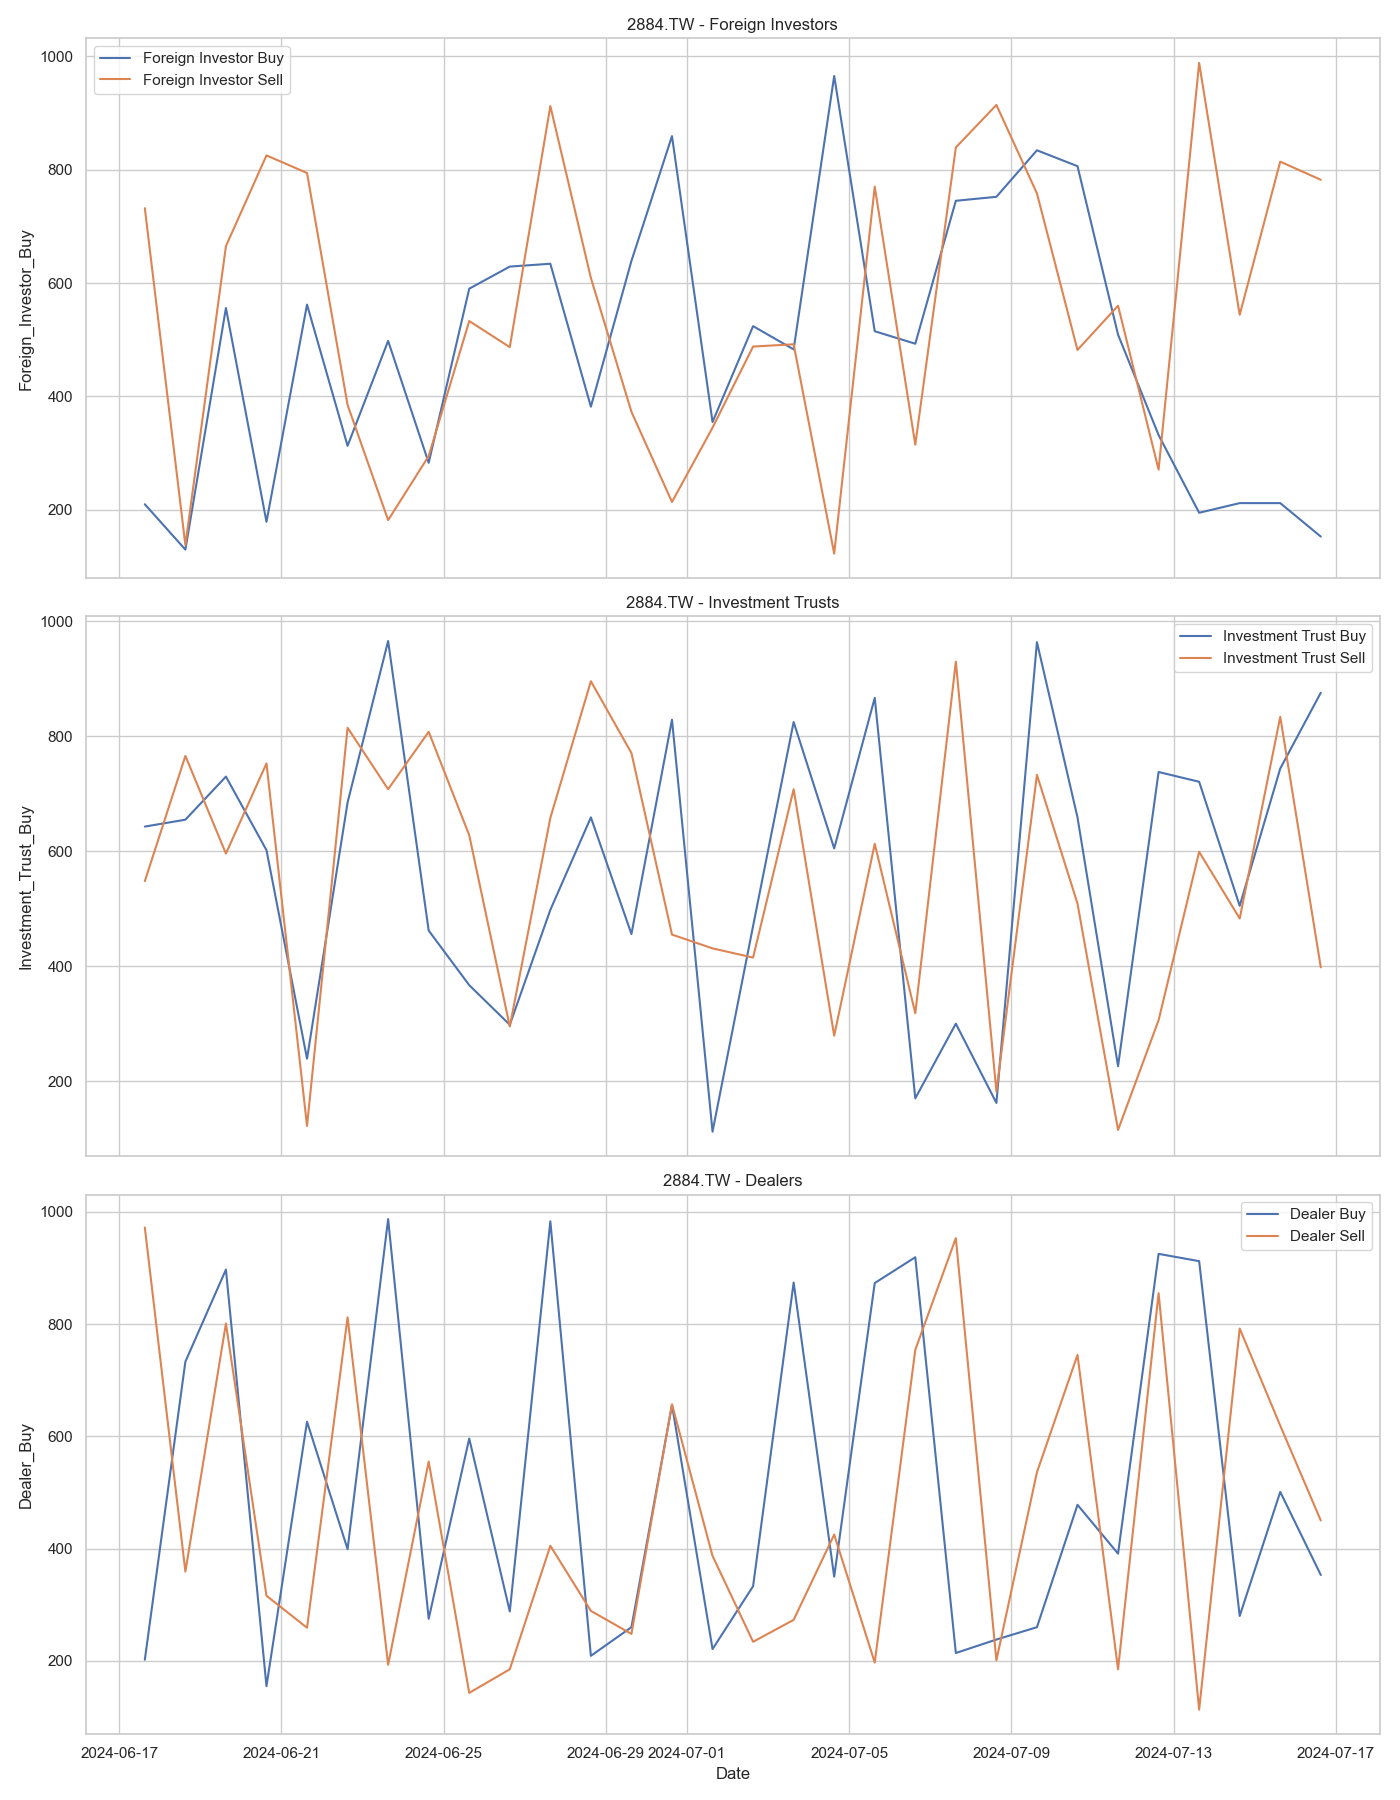 2884.TW - Foreign Investors
Foreign Investor Buy
Foreign Investor Sell
Foreign_Investor_Buy
1000
800
600
400
200
2884.TW - Investment Trusts
Investment Trust Buy
Investment Trust Sell
Investment_Trust_Buy
1000
800
600
400
200
2884.TW - Dealers
Dealer Buy
Dealer Sell
Dealer_Buy
1000
800
600
400
200
2024-06-17 2024-06-21 2024-06-25 2024-06-29 2024-07-01 2024-07-05 2024-07-09 2024-07-13 2024-07-17
Date